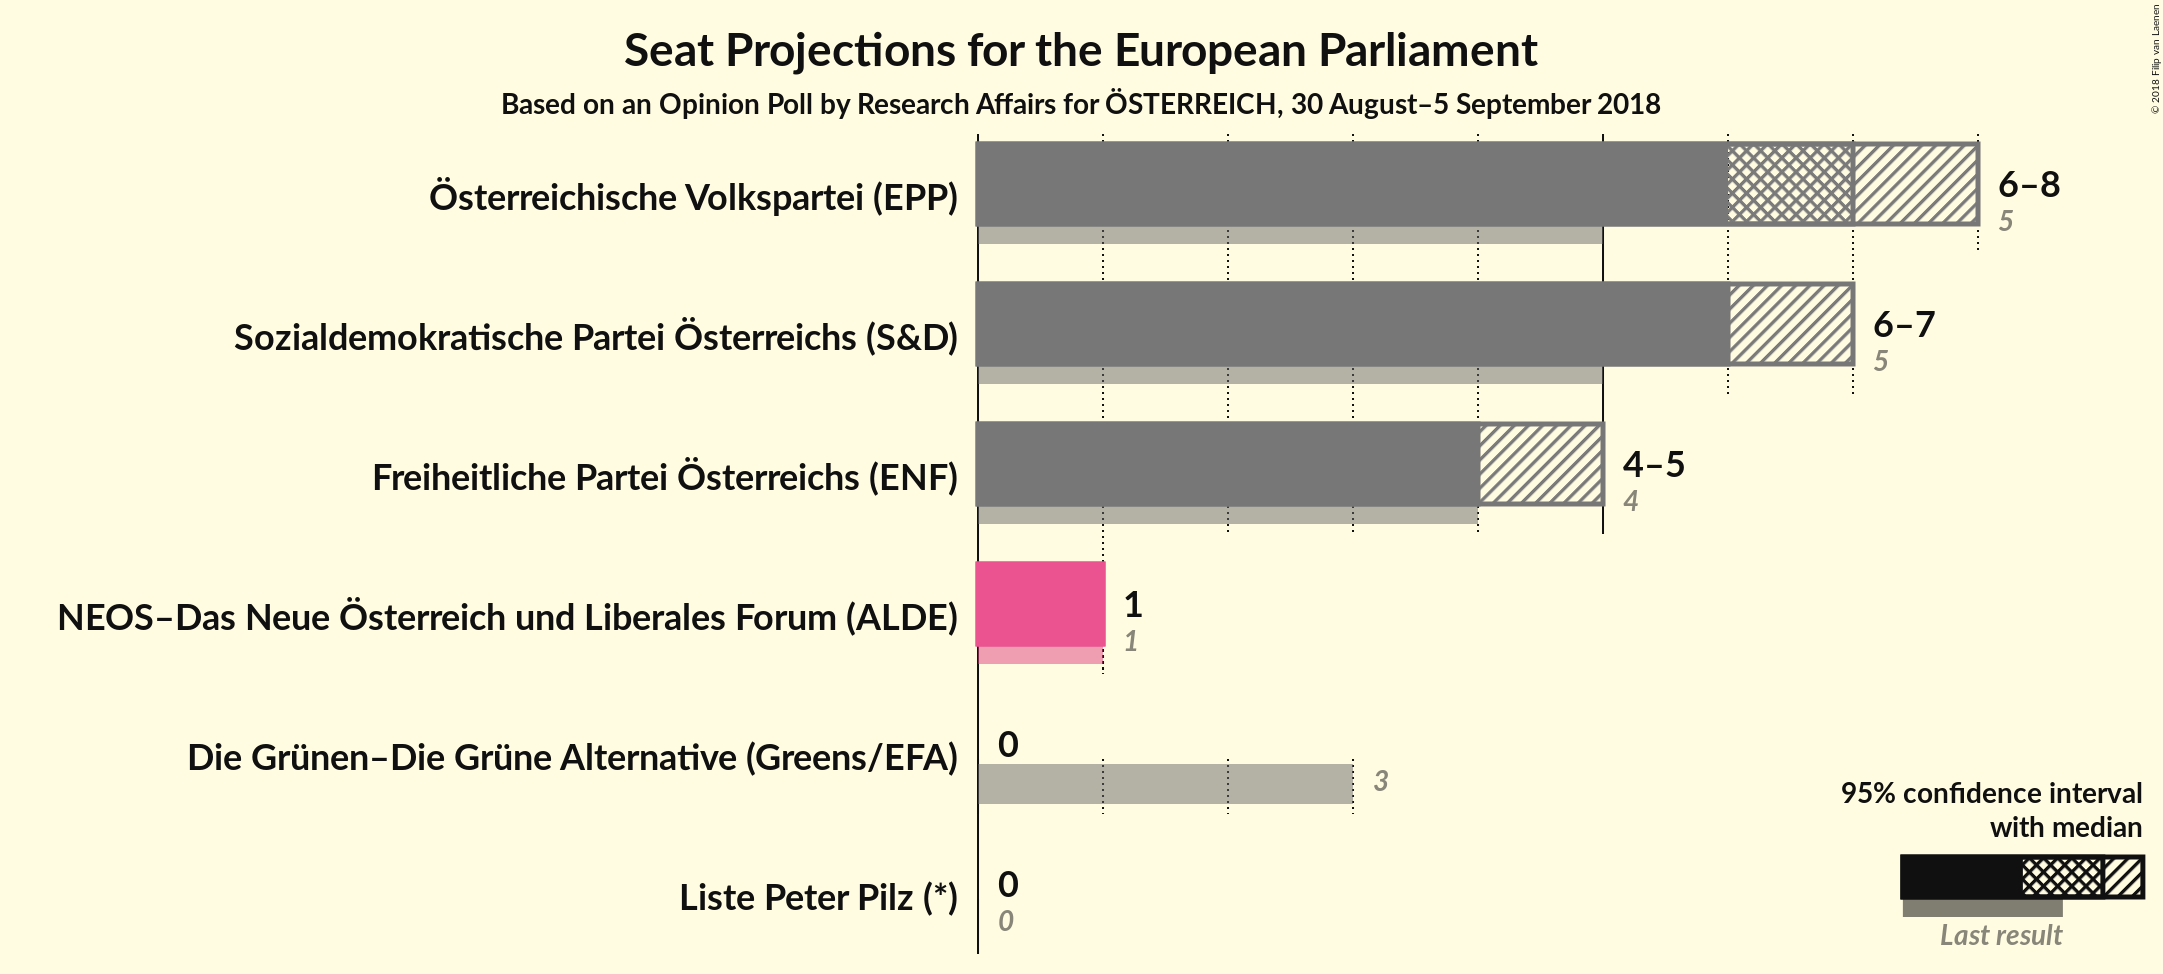 Seat Projections for the European Parliament
Based on an Opinion Poll by Research Affairs for ÖSTERREICH, 30 August–5 September 2018
© 2018 Filip van Laenen
Österreichische Volkspartei (EPP)
6–8
5
Sozialdemokratische Partei Österreichs (S&D)
6–7
5
Freiheitliche Partei Österreichs (ENF)
4–5
4
NEOS–Das Neue Österreich und Liberales Forum (ALDE)
1
1
Die Grünen–Die Grüne Alternative (Greens/EFA)
0
3
Liste Peter Pilz (*)
0
0
95% confidence interval
with median
Last result